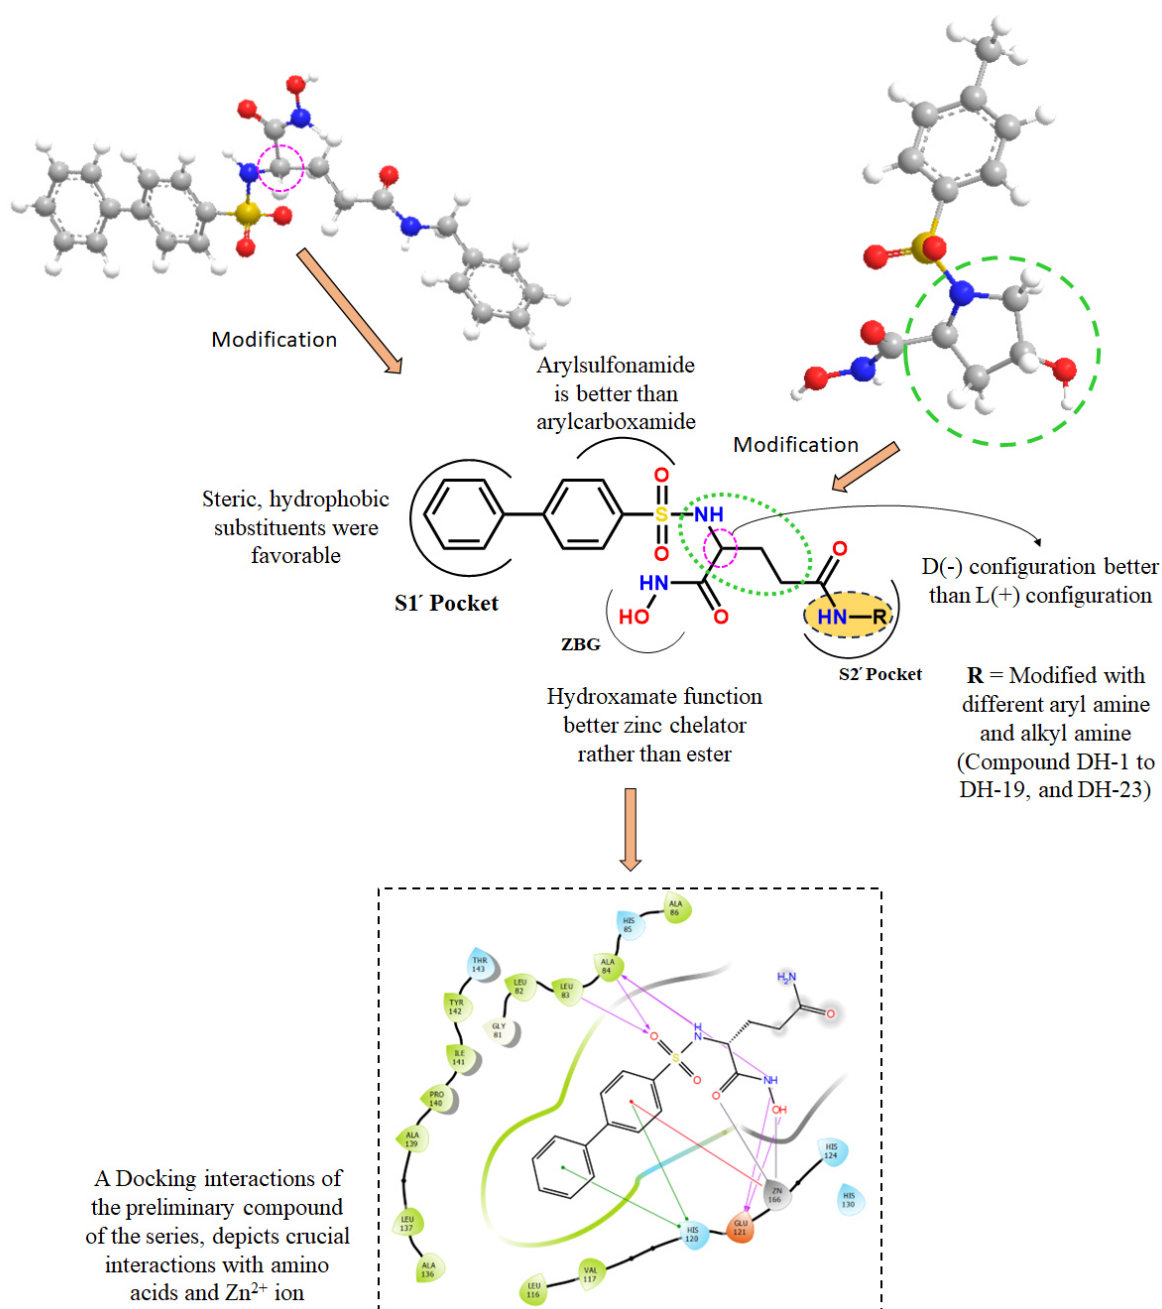 Modification
Arylsulfonamide
is better than
arylcarboxamide
Modification
Steric, hydrophobic
substituents were
favorable
S1´ Pocket
O
S
O
NH
HN
HO
O
O
HN
R
ZBG
S2´ Pocket
D(-) configuration better
than L(+) configuration
Hydroxamate function
better zinc chelator
rather than ester
R = Modified with
different aryl amine
and alkyl amine
(Compound DH-1 to
DH-19, and DH-23)
ALA
86
HIS
85
ALA
84
LEU
83
LEU
82
GLY
81
THR
143
TYR
142
ILE
141
PRO
140
ALA
139
LEU
137
ALA
136
H₂N
O
H
N
O
S
O
O
NH
OH
HIS
124
HIS
130
ZN
166
GLU
121
HIS
120
VAL
117
LEU
116
A Docking interactions of
the preliminary compound
of the series, depicts crucial
interactions with amino
acids and Zn²⁺ ion